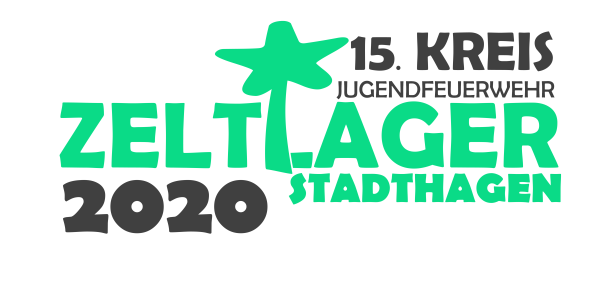 15. KREIS
JUGENDFEUERWEHR
ZELTLAGER
STADTHAGEN
2020